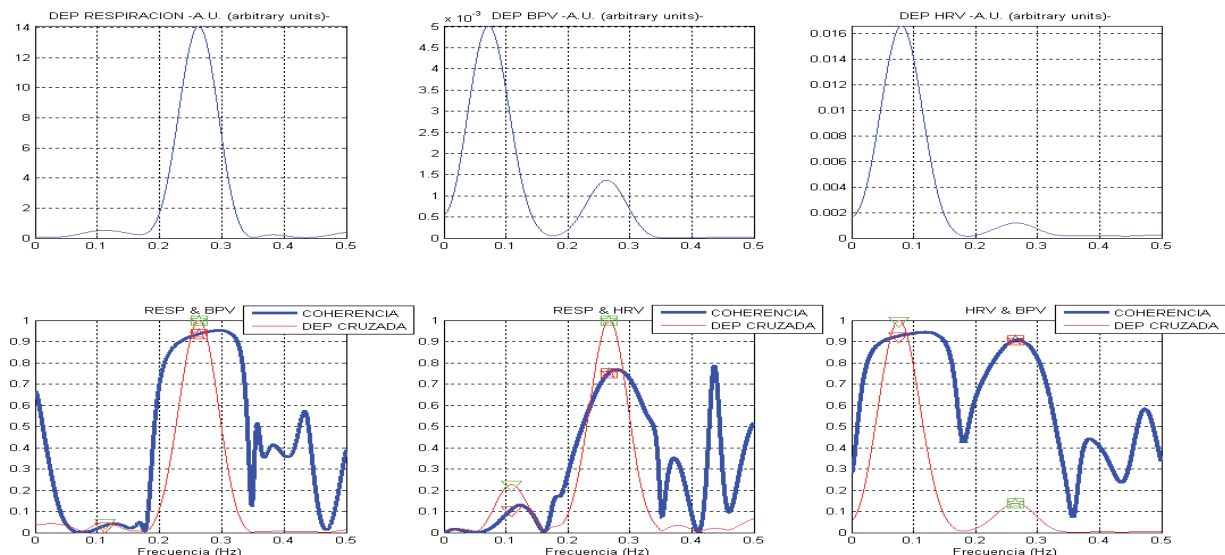 DEP RESPIRACION -A.U. (arbitrary units)-
14
12
10
8
6
4
2
0
0 0.1 0.2 0.3 0.4 0.5
DEP BPV -A.U. (arbitrary units)-
x 10⁻³
5
4.5
4
3.5
3
2.5
2
1.5
1
0.5
0
0 0.1 0.2 0.3 0.4 0.5
DEP HRV -A.U. (arbitrary units)-
0.016
0.014
0.012
0.01
0.008
0.006
0.004
0.002
0
0 0.1 0.2 0.3 0.4 0.5
RESP & BPV
COHERENCIA
DEP CRUZADA
1
0.9
0.8
0.7
0.6
0.5
0.4
0.3
0.2
0.1
0
0 0.1 0.2 0.3 0.4 0.5
Frecuencia (Hz)
RESP & HRV
COHERENCIA
DEP CRUZADA
1
0.9
0.8
0.7
0.6
0.5
0.4
0.3
0.2
0.1
0
0 0.1 0.2 0.3 0.4 0.5
Frecuencia (Hz)
HRV & BPV
COHERENCIA
DEP CRUZADA
1
0.9
0.8
0.7
0.6
0.5
0.4
0.3
0.2
0.1
0
0 0.1 0.2 0.3 0.4 0.5
Frecuencia (Hz)